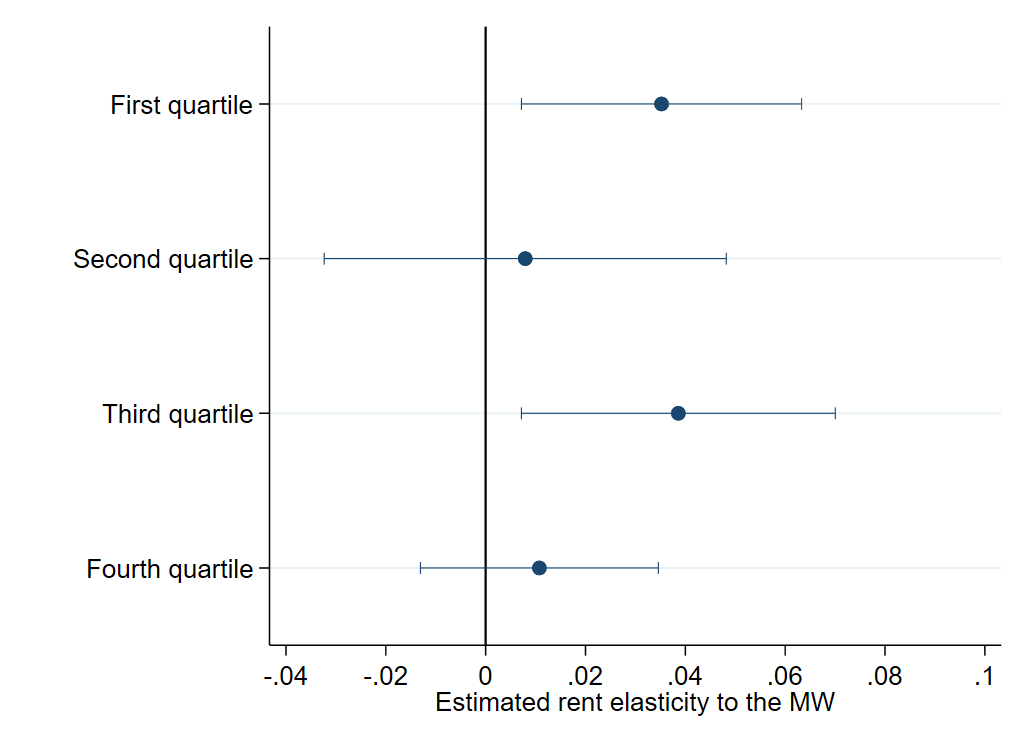 First quartile
Second quartile
Third quartile
Fourth quartile
-.04 -.02 0 .02 .04 .06 .08 .1
Estimated rent elasticity to the MW